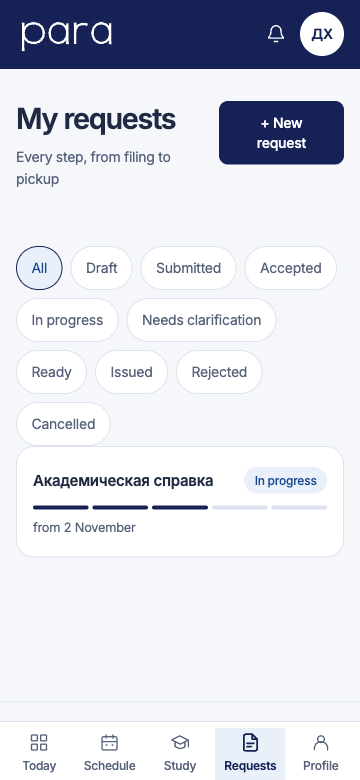 para
ДХ
My requests
+ New
request
Every step, from filing to
pickup
All
Draft
Submitted
Accepted
In progress
Needs clarification
Ready
Issued
Rejected
Cancelled
Академическая справка
In progress
from 2 November
Today
Schedule
Study
Requests
Profile